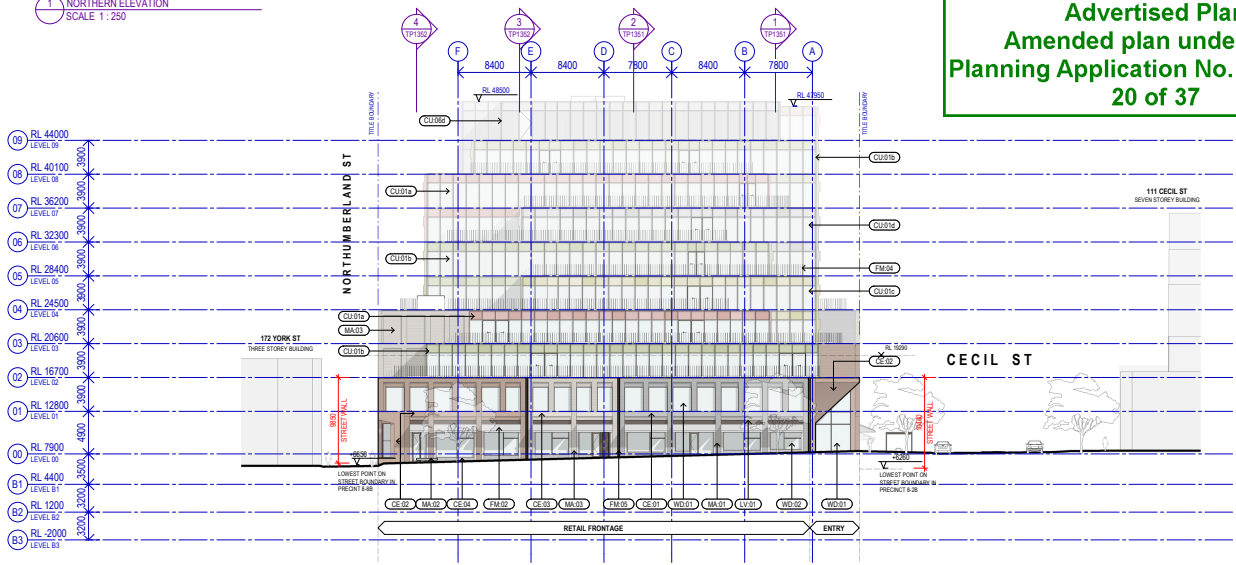 1
NORTHERN ELEVATION
SCALE 1 : 250
Advertised Plan
Amended plan unde
Planning Application No.
20 of 37
4
TP1352
3
TP1352
2
TP1351
1
TP1351
F
E
D
C
B
A
8400
8400
7800
8400
7800
TITLE BOUNDARY
TITLE BOUNDARY
RL 48500
RL 47950
CU:06d
09
RL 44000
LEVEL 09
3900
CU:01b
08
RL 40100
LEVEL 08
3900
CU:01a
07
RL 36200
LEVEL 07
3900
CU:01d
06
RL 32300
LEVEL 06
3900
CU:01b
FM:04
05
RL 28400
LEVEL 05
3900
CU:01c
04
RL 24500
LEVEL 04
3900
CU:01a
MA:03
03
RL 20600
LEVEL 03
3900
CU:01b
02
RL 16700
LEVEL 02
3900
01
RL 12800
LEVEL 01
4900
00
RL 7900
LEVEL 00
3500
B1
RL 4400
LEVEL B1
3200
B2
RL 1200
LEVEL B2
3200
B3
RL -2000
LEVEL B3
NORTHUMBERLAND ST
111 CECIL ST
SEVEN STOREY BUILDING
172 YORK ST
THREE STOREY BUILDING
RL 19290
CE:02
CECIL ST
9850
STREET WALL
STREET WALL
+6650
LOWEST POINT ON
STREET BOUNDARY IN
PRECINT 8-8B
+6260
LOWEST POINT ON
STREET BOUNDARY IN
PRECINCT 8-2B
CE:02
MA:02
CE:04
FM:02
CE:03
MA:03
FM:05
CE:01
WD:01
MA:01
LV:01
WD:02
WD:01
RETAIL FRONTAGE
ENTRY